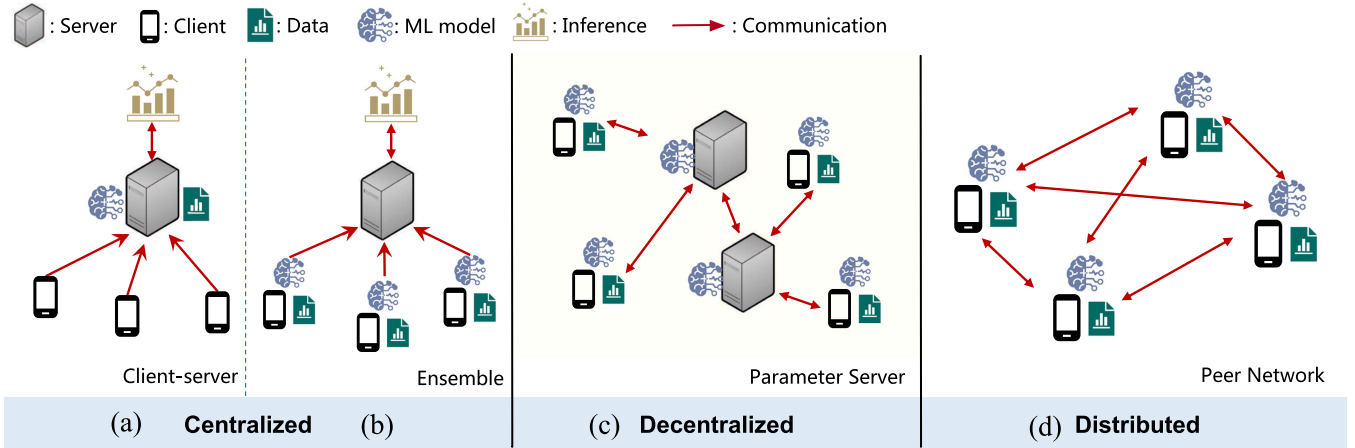 : Server : Client : Data : ML model : Inference : Communication
Client-server
Ensemble
Parameter Server
Peer Network
(a) Centralized (b)
(c) Decentralized
(d) Distributed